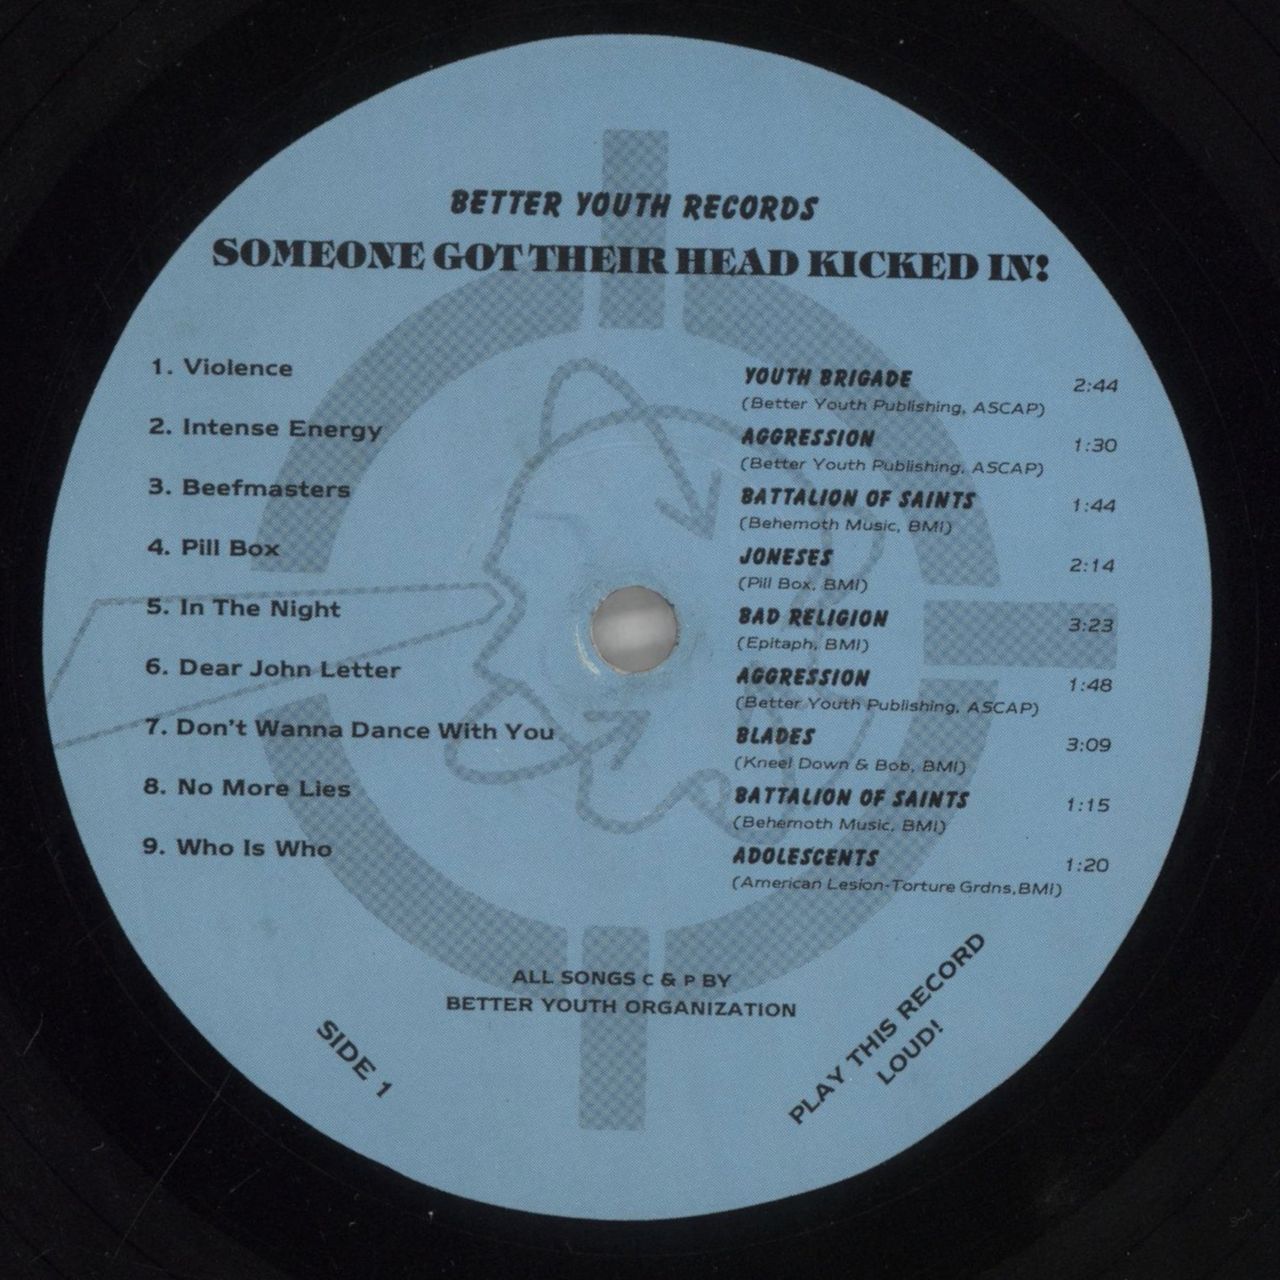 BETTER YOUTH RECORDS
SOMEONE GOT THEIR HEAD KICKED IN!
1. Violence YOUTH BRIGADE 2:44
(Better Youth Publishing, ASCAP)
2. Intense Energy AGGRESSION 1:30
(Better Youth Publishing, ASCAP)
3. Beefmasters BATTALION OF SAINTS 1:44
(Behemoth Music, BMI)
4. Pill Box JONESES 2:14
(Pill Box, BMI)
5. In The Night BAD RELIGION 3:23
(Epitaph, BMI)
6. Dear John Letter AGGRESSION 1:48
(Better Youth Publishing, ASCAP)
7. Don't Wanna Dance With You BLADES 3:09
(Kneel Down & Bob, BMI)
8. No More Lies BATTALION OF SAINTS 1:15
(Behemoth Music, BMI)
9. Who Is Who ADOLESCENTS 1:20
(American Lesion-Torture Grdns,BMI)
ALL SONGS C & P BY
BETTER YOUTH ORGANIZATION
SIDE 1
PLAY THIS RECORD
LOUD!